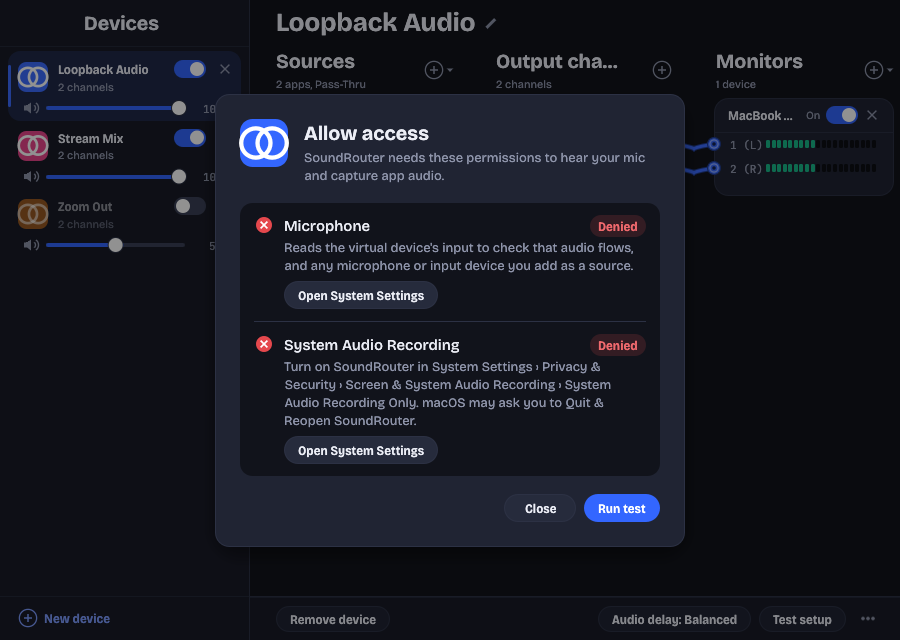 Devices
Loopback Audio
2 channels
10
Stream Mix
2 channels
10
Zoom Out
2 channels
5
New device
Loopback Audio
Sources
2 apps, Pass-Thru
Output cha...
2 channels
Monitors
1 device
MacBook ...
On
1 (L)
2 (R)
Allow access
SoundRouter needs these permissions to hear your mic
and capture app audio.
Microphone
Denied
Reads the virtual device's input to check that audio flows,
and any microphone or input device you add as a source.
Open System Settings
System Audio Recording
Denied
Turn on SoundRouter in System Settings › Privacy &
Security › Screen & System Audio Recording › System
Audio Recording Only. macOS may ask you to Quit &
Reopen SoundRouter.
Open System Settings
Close
Run test
Remove device
Audio delay: Balanced
Test setup